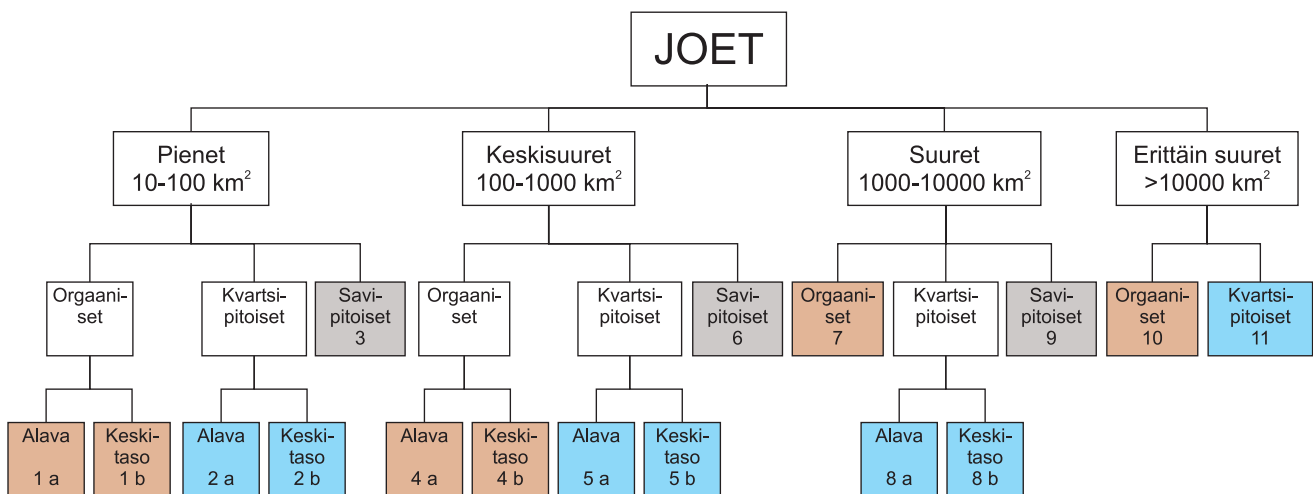 JOET
Pienet
10-100 km²
Keskisuuret
100-1000 km²
Suuret
1000-10000 km²
Erittäin suuret
>10000 km²
Orgaani-
set
Kvartsi-
pitoiset
Savi-
pitoiset
3
Orgaani-
set
Kvartsi-
pitoiset
Savi-
pitoiset
6
Orgaani-
set
7
Kvartsi-
pitoiset
Savi-
pitoiset
9
Orgaani-
set
10
Kvartsi-
pitoiset
11
Alava
1 a
Keski-
taso
1 b
Alava
2 a
Keski-
taso
2 b
Alava
4 a
Keski-
taso
4 b
Alava
5 a
Keski-
taso
5 b
Alava
8 a
Keski-
taso
8 b